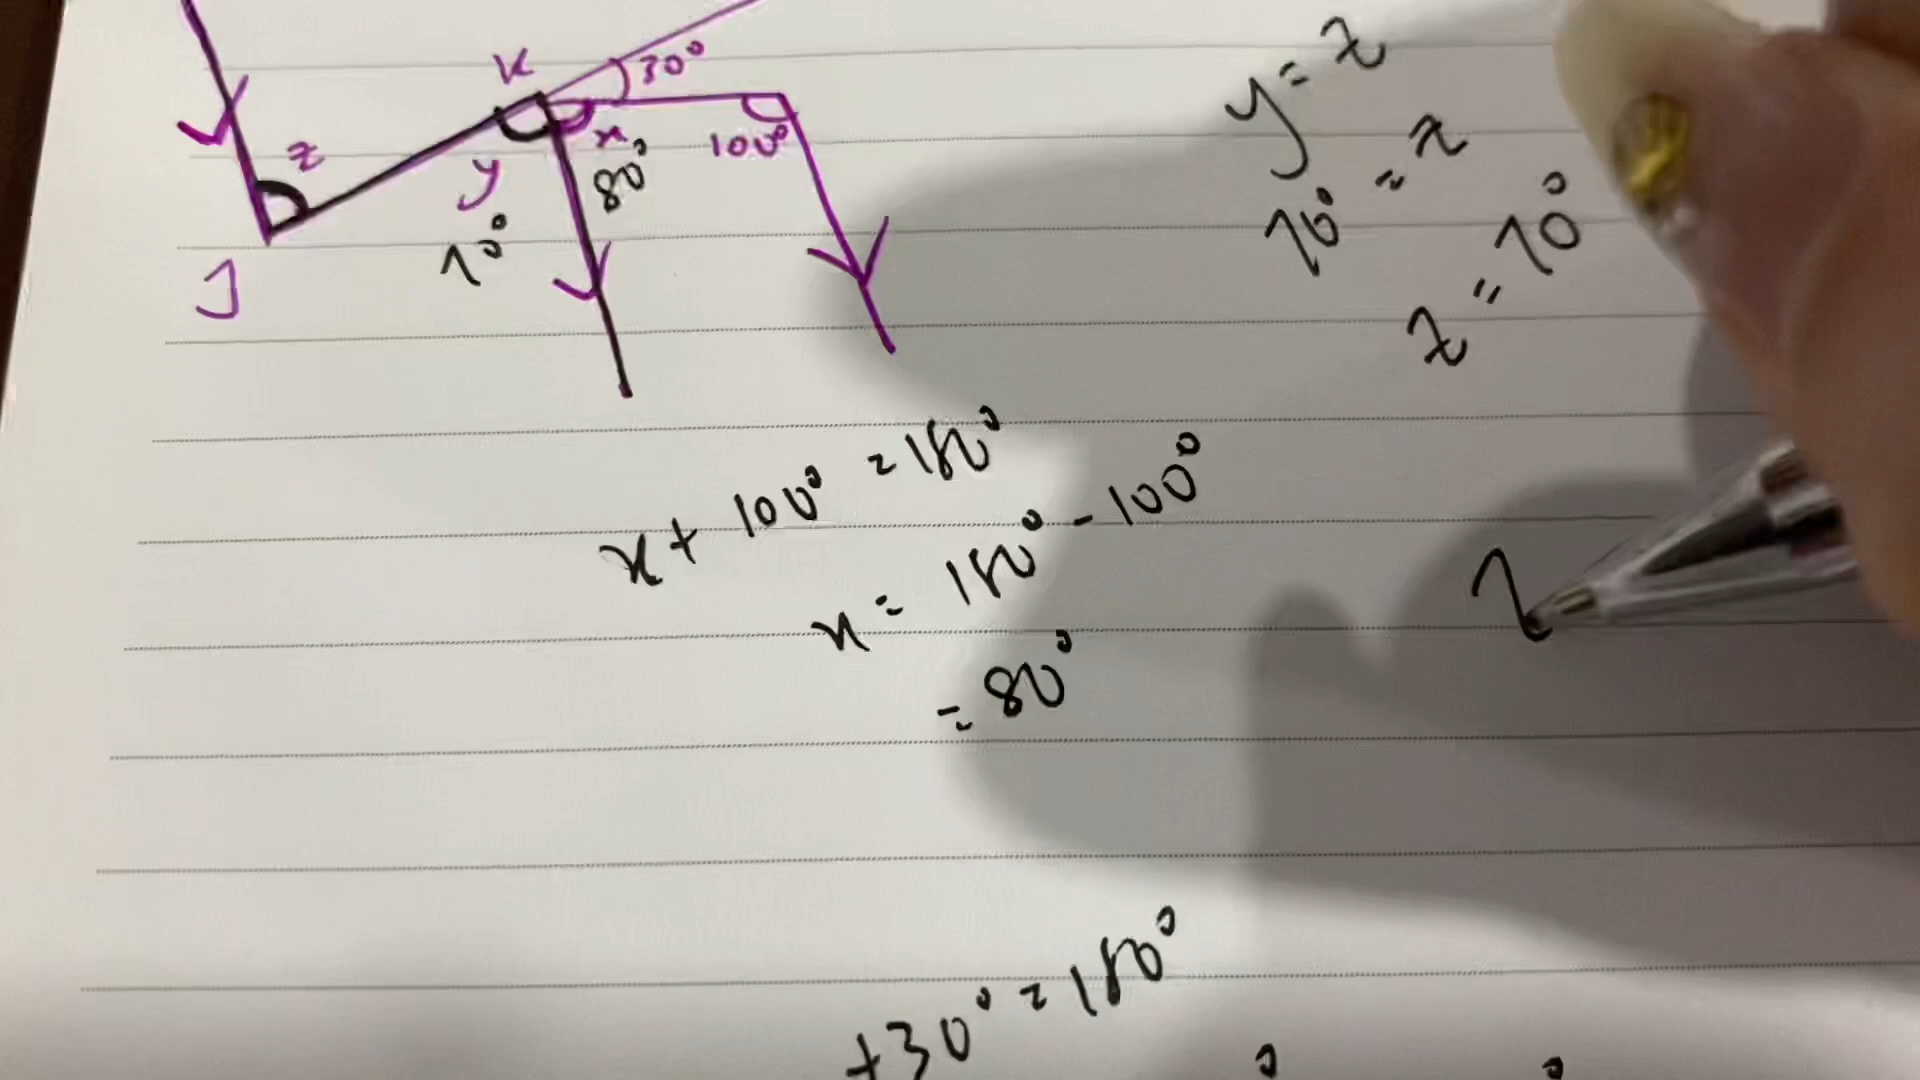 K
30°
z
y
x
100°
80°
70°
J
y = z
70° = z
z = 70°
x + 100° = 180°
x = 180° - 100°
= 80°
+30° = 180°